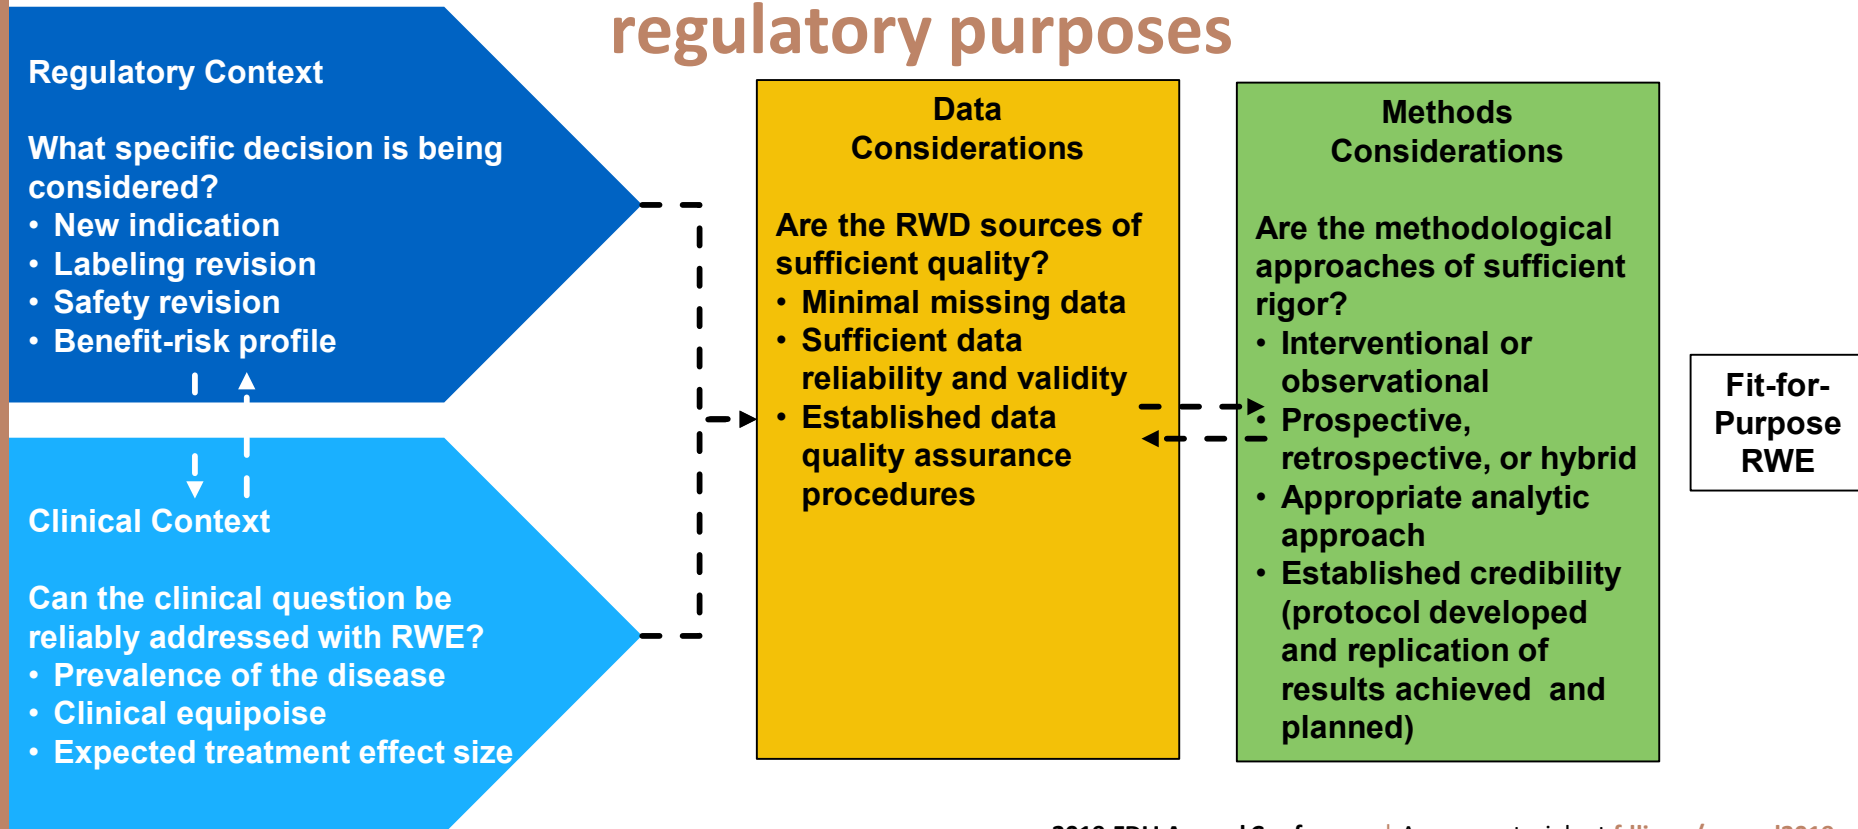 regulatory purposes
Regulatory Context
What specific decision is being
considered?
• New indication
• Labeling revision
• Safety revision
• Benefit-risk profile
Clinical Context
Can the clinical question be
reliably addressed with RWE?
• Prevalence of the disease
• Clinical equipoise
• Expected treatment effect size
Data
Considerations
Are the RWD sources of
sufficient quality?
• Minimal missing data
• Sufficient data
reliability and validity
• Established data
quality assurance
procedures
Methods
Considerations
Are the methodological
approaches of sufficient
rigor?
• Interventional or
observational
• Prospective,
retrospective, or hybrid
• Appropriate analytic
approach
• Established credibility
(protocol developed
and replication of
results achieved and
planned)
Fit-for-
Purpose
RWE